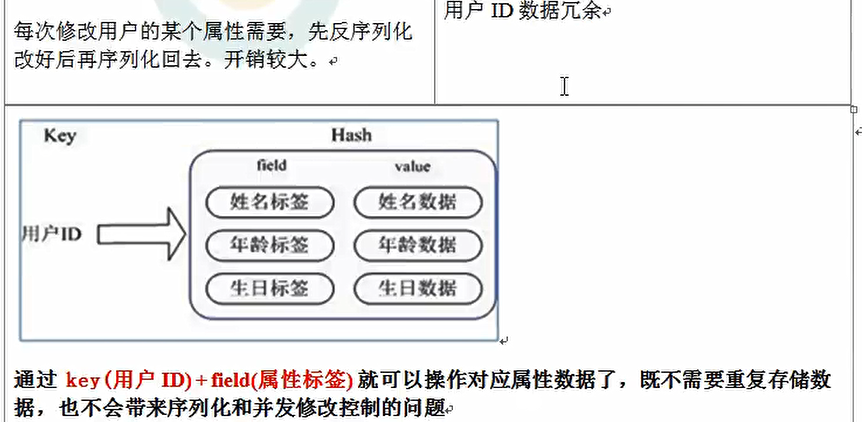 每次修改用户的某个属性需要，先反序列化
改好后再序列化回去。开销较大。
用户 ID 数据冗余
Key
Hash
field
value
姓名标签
姓名数据
用户ID
年龄标签
年龄数据
生日标签
生日数据
通过 key(用户 ID)+field(属性标签)就可以操作对应属性数据了，既不需要重复存储数
据，也不会带来序列化和并发修改控制的问题